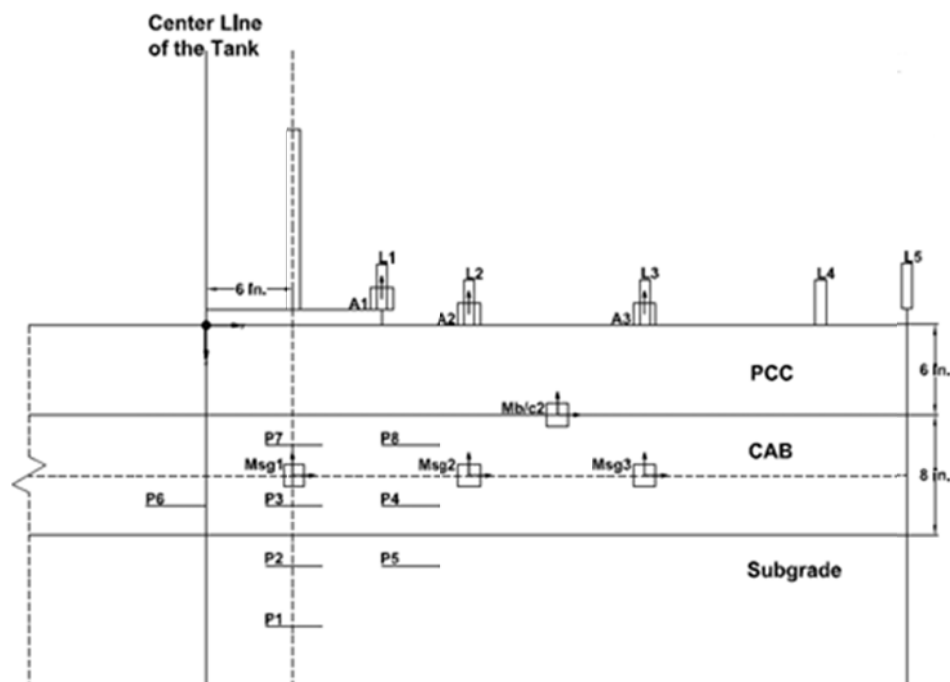 Center Line
of the Tank
L1
L2
L3
L4
L5
6 in.
A1
A2
A3
PCC
6 in.
Mb/c2
P7
P8
CAB
Msg1
Msg2
Msg3
8 in.
P6
P3
P4
P2
P5
Subgrade
P1